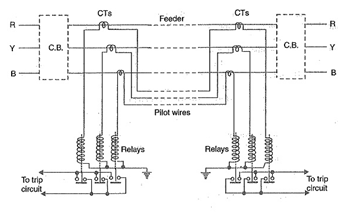 CTs Feeder CTs
R R
Y C.B. C.B. Y
B B
Pilot wires
Relays Relays
To trip circuit To trip circuit